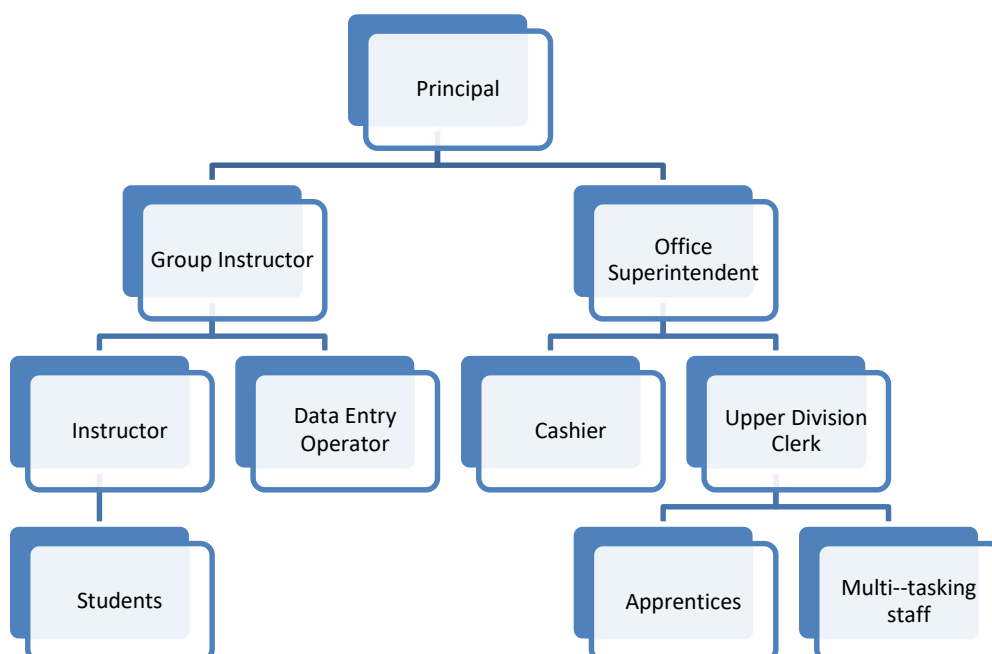 Principal
Group Instructor
Office
Superintendent
Instructor
Data Entry
Operator
Cashier
Upper Division
Clerk
Students
Apprentices
Multi--tasking
staff